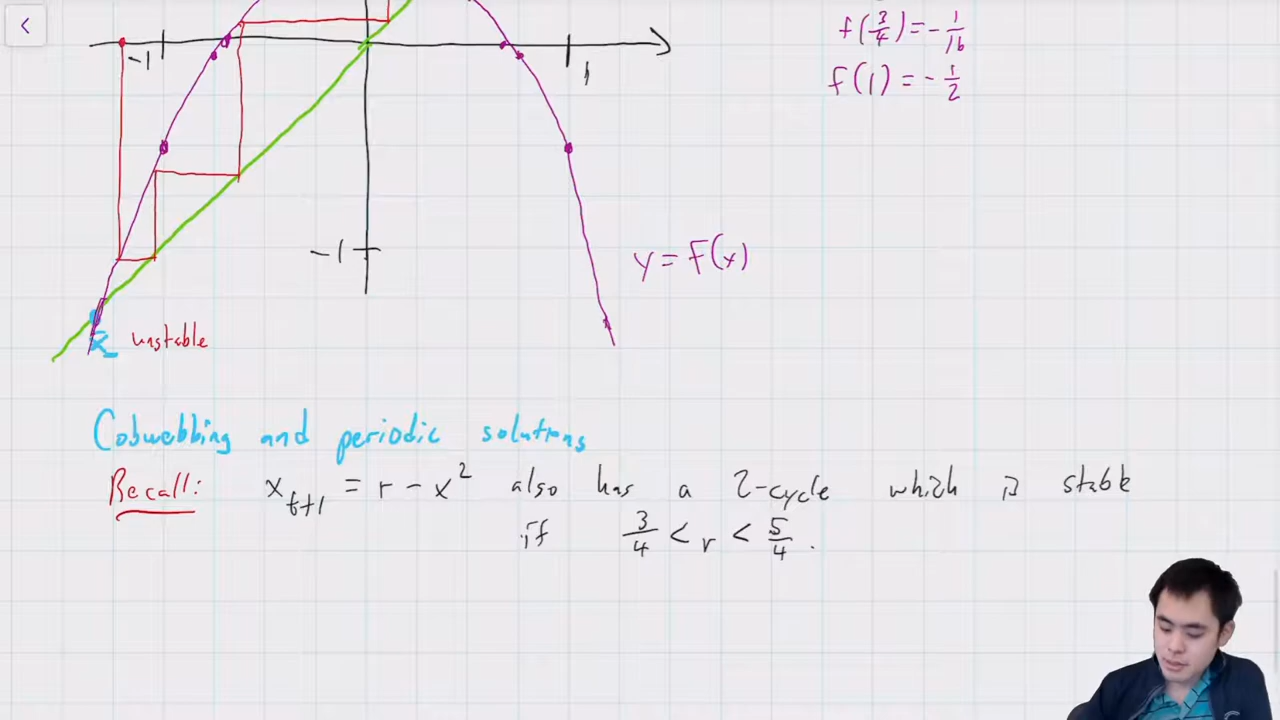 f(3/4) = -1/16
f(1) = -1/2
-1
1
-1
y = f(x)
unstable
Cobwebbing and periodic solutions
Recall: x_{t+1} = r - x^2 also has a 2-cycle which is stable
if 3/4 < r < 5/4 .